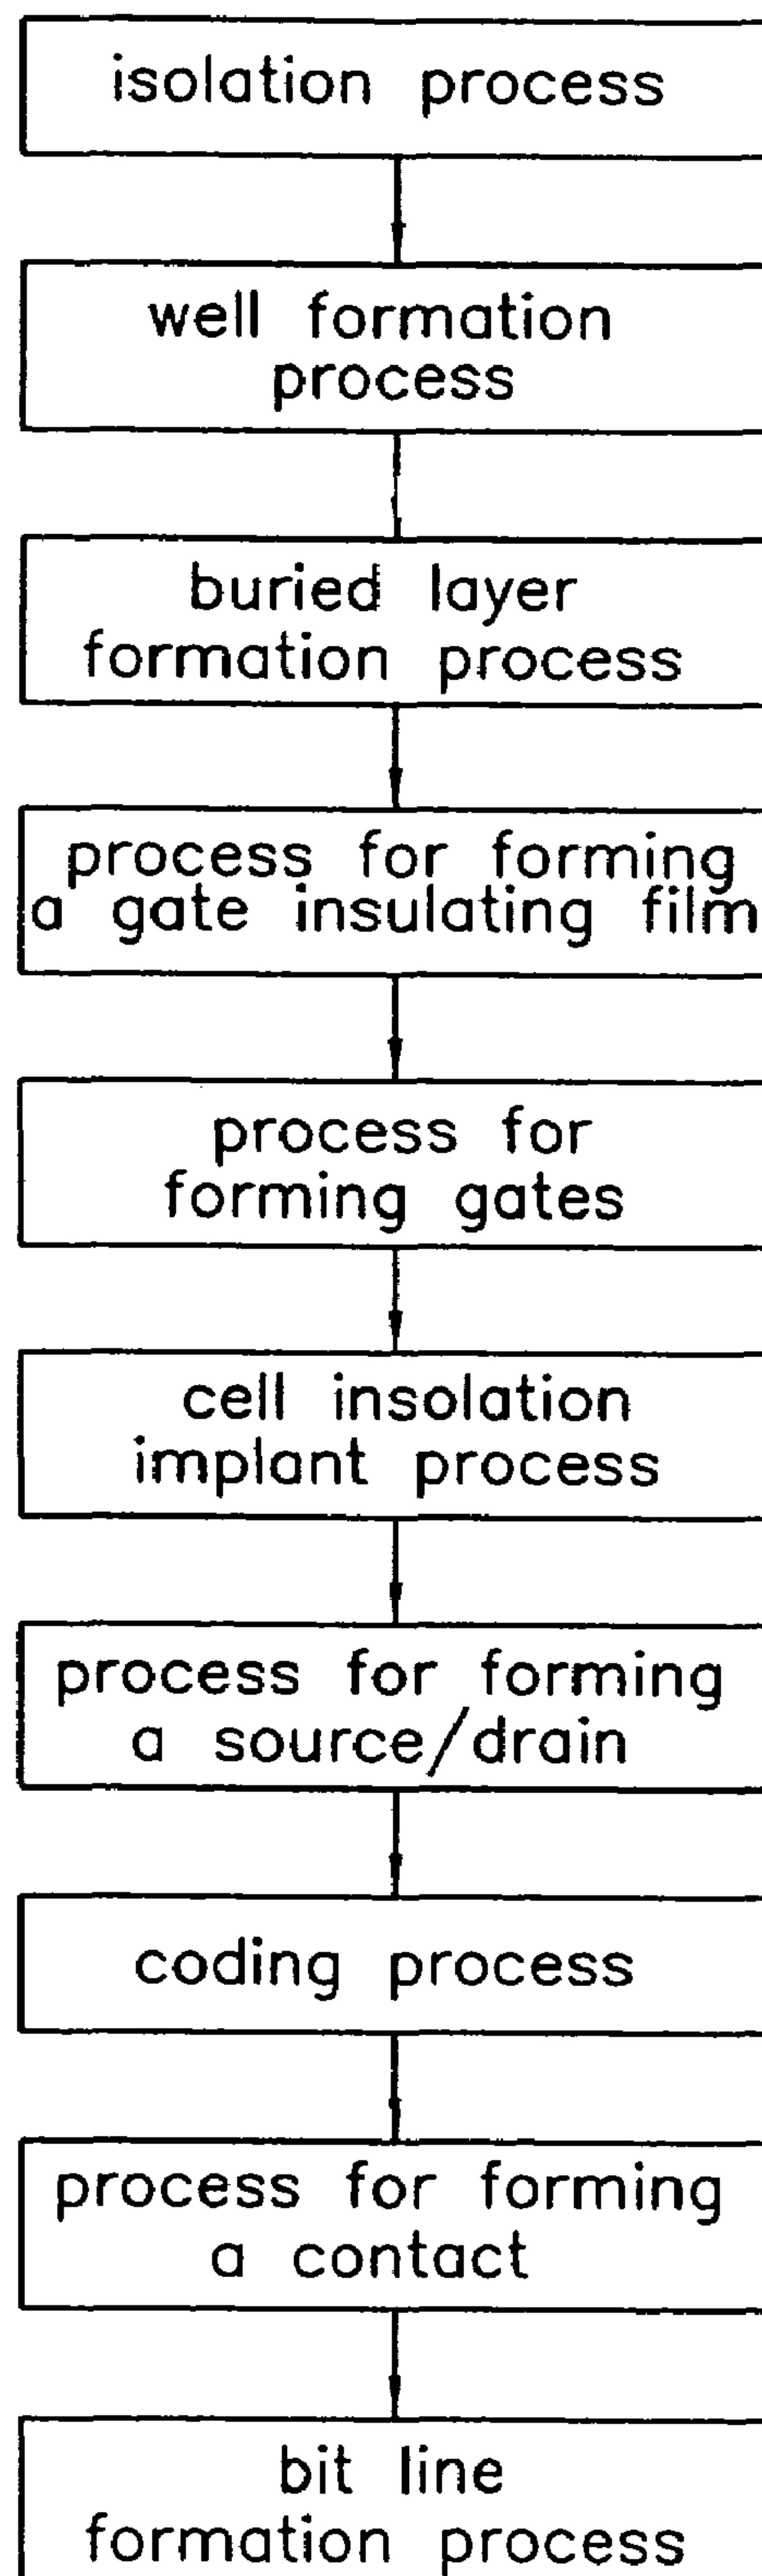 isolation process
well formation
process
buried layer
formation process
process for forming
a gate insulating film
process for
forming gates
cell insolation
implant process
process for forming
a source/drain
coding process
process for forming
a contact
bit line
formation process